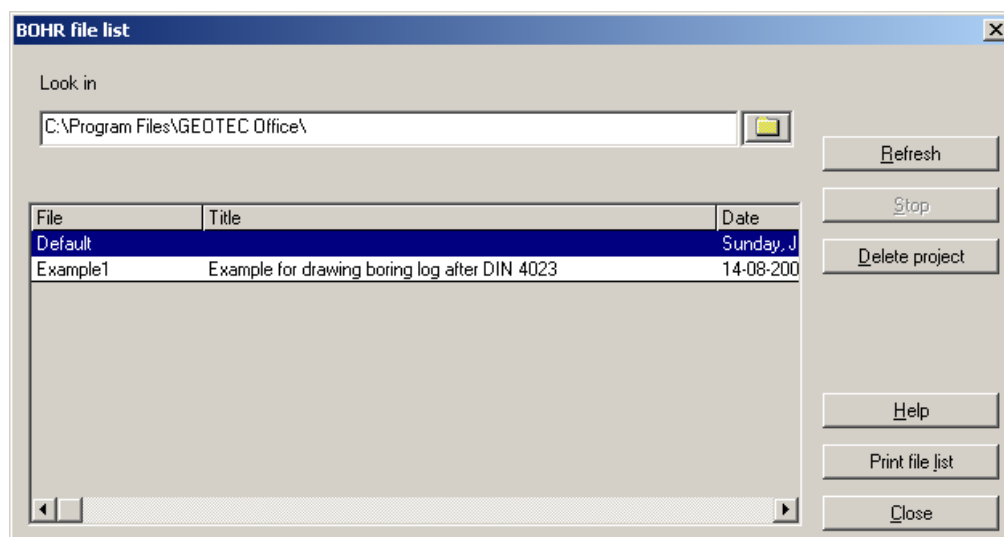 BOHR file list
Look in
C:\Program Files\GEOTEC Office\
Refresh
Stop
Delete project
File Title Date
Default Sunday, J
Example1 Example for drawing boring log after DIN 4023 14-08-200
Help
Print file list
Close